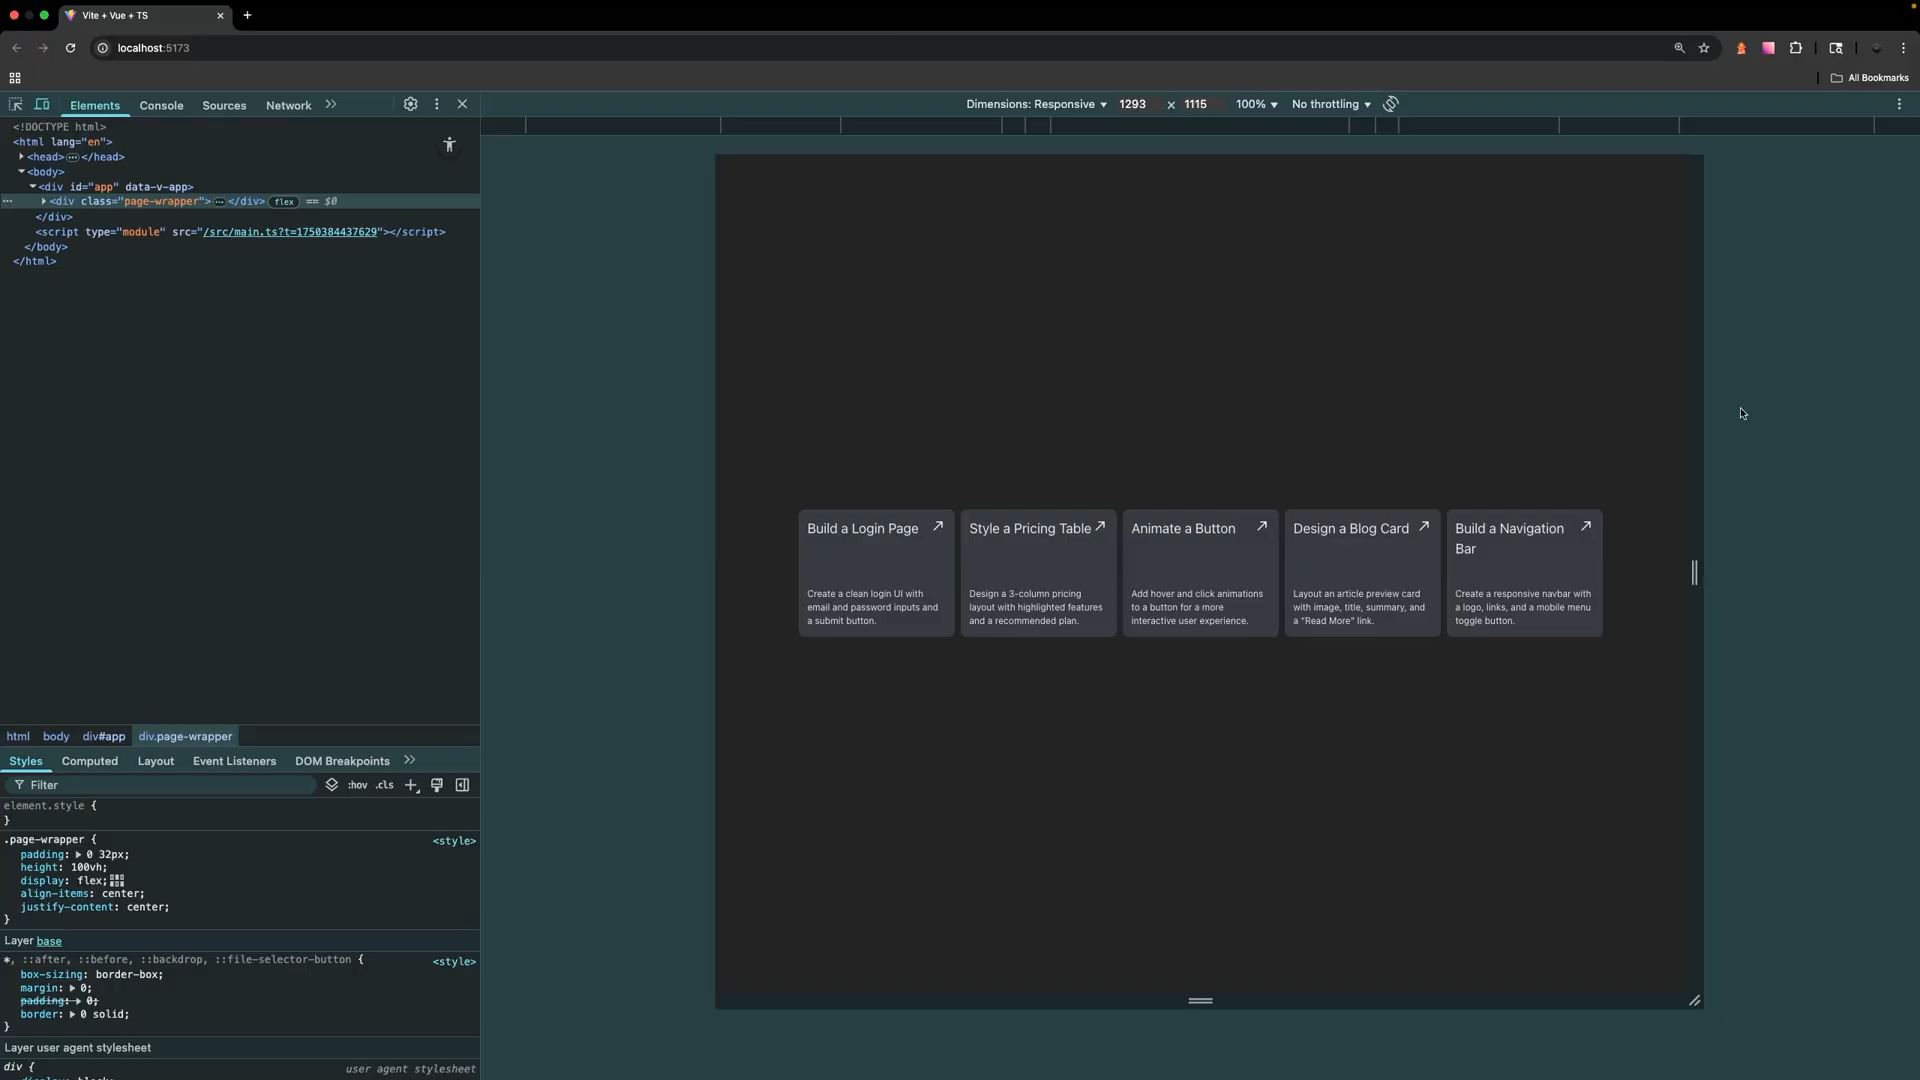 Vite + Vue + TS
localhost:5173
All Bookmarks
Elements Console Sources Network
Dimensions: Responsive 1293 × 1115 100% No throttling
<!DOCTYPE html>
<html lang="en">
<head> ⋯ </head>
<body>
<div id="app" data-v-app>
<div class="page-wrapper"> ⋯ </div> flex == $0
</div>
<script type="module" src="/src/main.ts?t=1750384437629"></script>
</body>
</html>
Build a Login Page
Create a clean login UI with
email and password inputs and
a submit button.
Style a Pricing Table
Design a 3-column pricing
layout with highlighted features
and a recommended plan.
Animate a Button
Add hover and click animations
to a button for a more
interactive user experience.
Design a Blog Card
Layout an article preview card
with image, title, summary, and
a "Read More" link.
Build a Navigation
Bar
Create a responsive navbar with
a logo, links, and a mobile menu
toggle button.
html body div#app div.page-wrapper
Styles Computed Layout Event Listeners DOM Breakpoints
Filter :hov .cls
element.style {
}
.page-wrapper { <style>
padding: 0 32px;
height: 100vh;
display: flex;
align-items: center;
justify-content: center;
}
Layer base
*, ::after, ::before, ::backdrop, ::file-selector-button { <style>
box-sizing: border-box;
margin: 0;
padding: 0;
border: 0 solid;
}
Layer user agent stylesheet
div { user agent stylesheet
display: block;